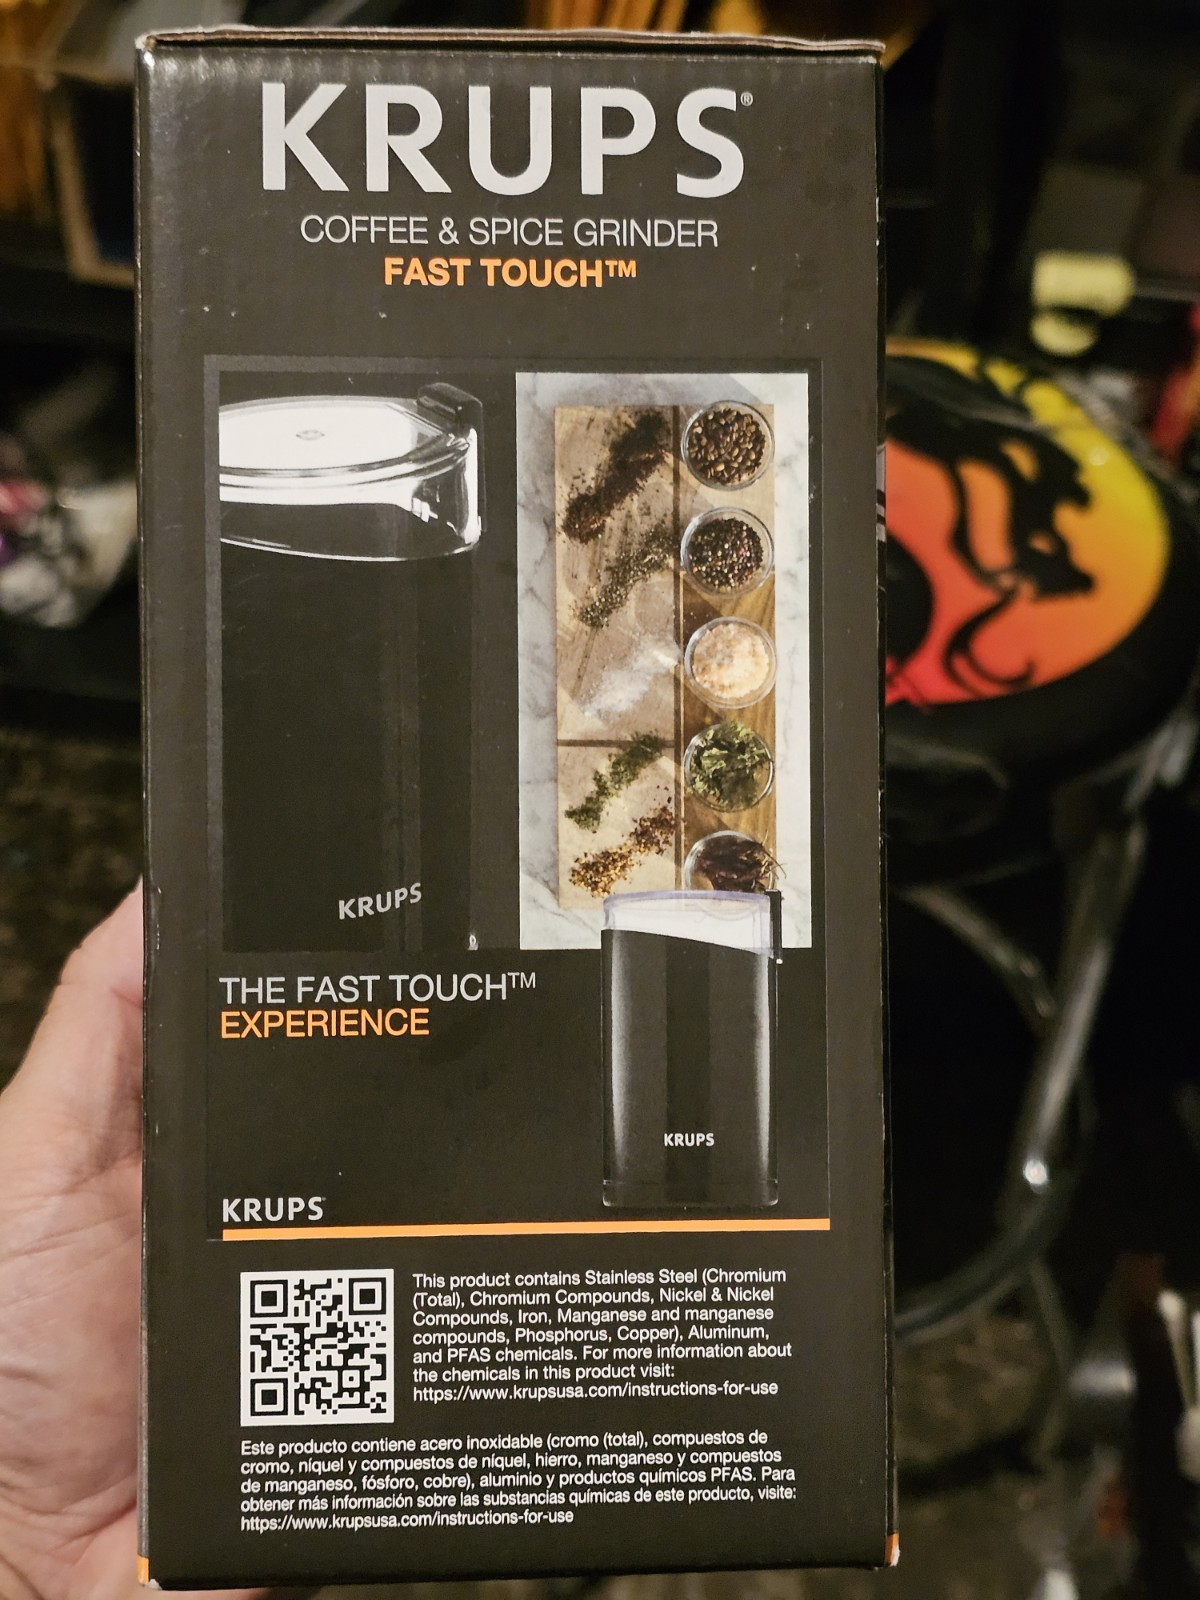 KRUPS®
COFFEE & SPICE GRINDER
FAST TOUCH™
KRUPS
THE FAST TOUCH™
EXPERIENCE
KRUPS
KRUPS
This product contains Stainless Steel (Chromium
(Total), Chromium Compounds, Nickel & Nickel
Compounds, Iron, Manganese and manganese
compounds, Phosphorus, Copper), Aluminum,
and PFAS chemicals. For more information about
the chemicals in this product visit:
https://www.krupsusa.com/instructions-for-use
Este producto contiene acero inoxidable (cromo (total), compuestos de
cromo, níquel y compuestos de níquel, hierro, manganeso y compuestos
de manganeso, fósforo, cobre), aluminio y productos químicos PFAS. Para
obtener más información sobre las substancias químicas de este producto, visite:
https://www.krupsusa.com/instructions-for-use